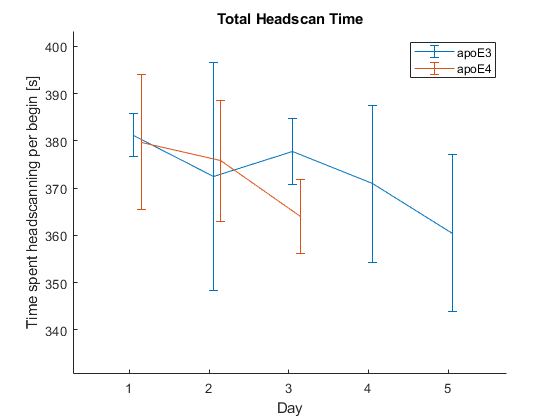 Total Headscan Time
apoE3
apoE4
Time spent headscanning per begin [s]
400
390
380
370
360
350
340
1 2 3 4 5
Day